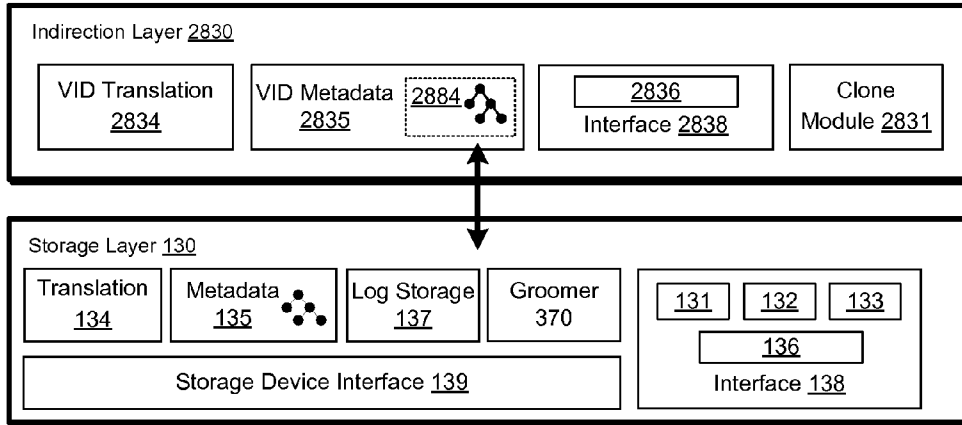 Indirection Layer 2830
VID Translation
2834
VID Metadata
2835
2884
2836
Interface 2838
Clone
Module 2831
Storage Layer 130
Translation
134
Metadata
135
Log Storage
137
Groomer
370
131
132
133
136
Interface 138
Storage Device Interface 139